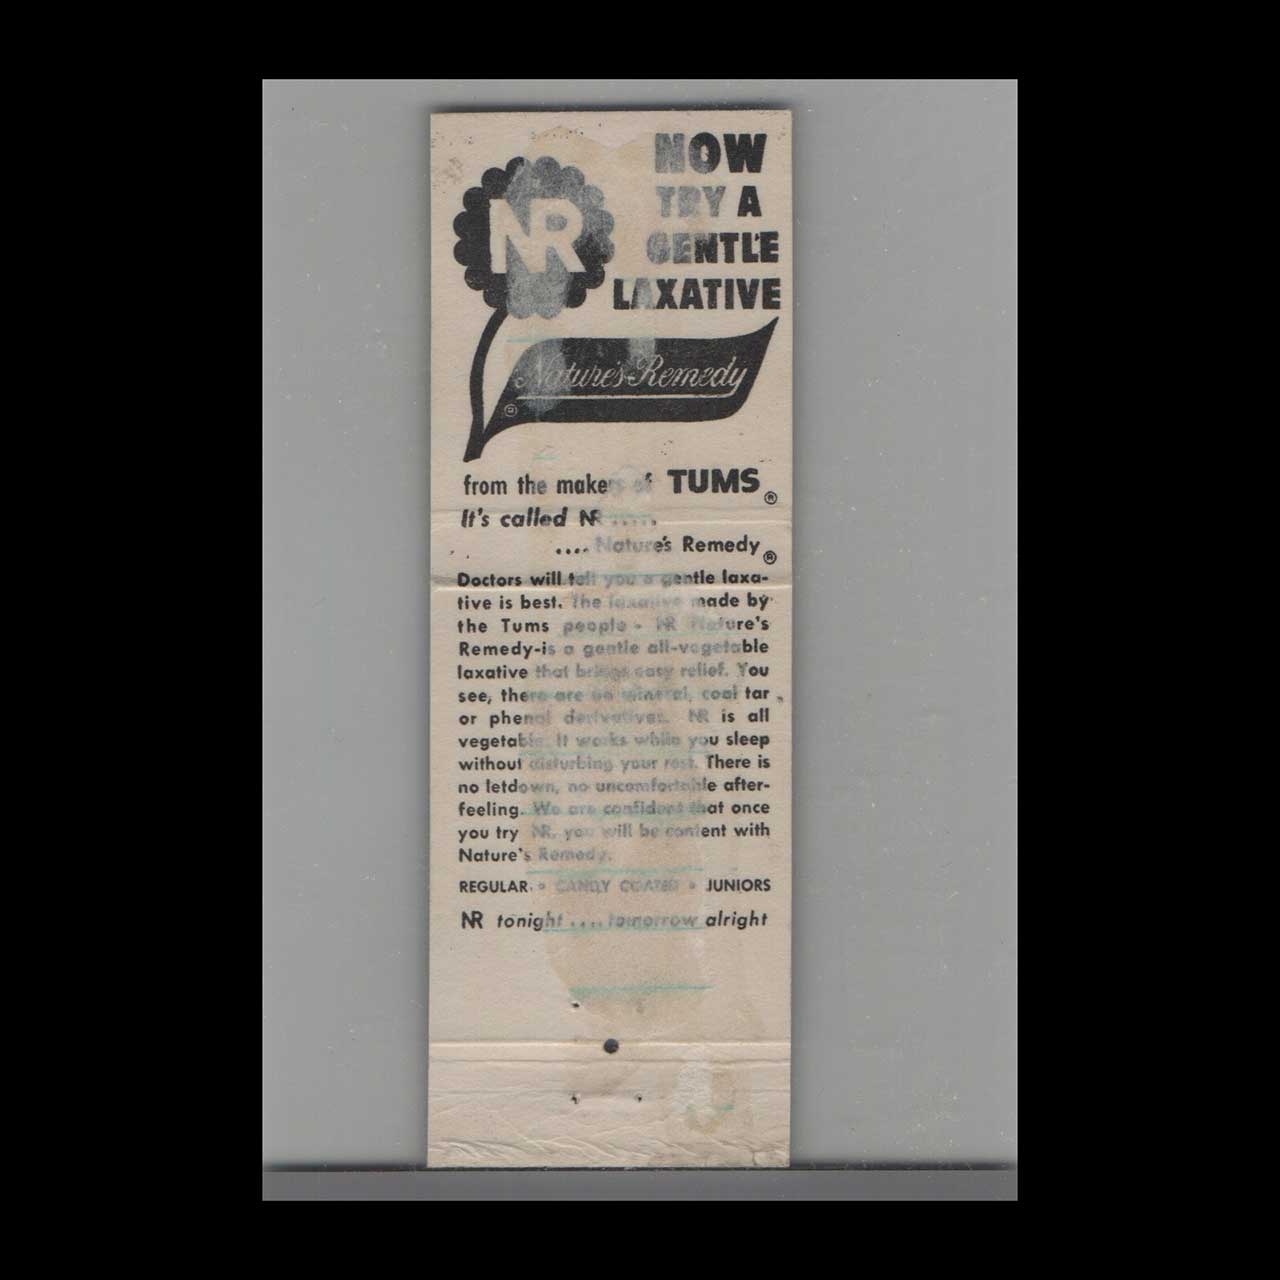 NOW
TRY A
GENTLE
LAXATIVE
NR
Nature's Remedy
®
from the makers of TUMS®
It's called NR .....
.... Nature's Remedy®
Doctors will tell you a gentle laxa-
tive is best. The laxative made by
the Tums people - NR Nature's
Remedy-is a gentle all-vegetable
laxative that brings easy relief. You
see, there are no mineral, coal tar
or phenol derivatives. NR is all
vegetable. It works while you sleep
without disturbing your rest. There is
no letdown, no uncomfortable after-
feeling. We are confident that once
you try NR, you will be content with
Nature's Remedy.
REGULAR • CANDY COATED • JUNIORS
NR tonight .... tomorrow alright